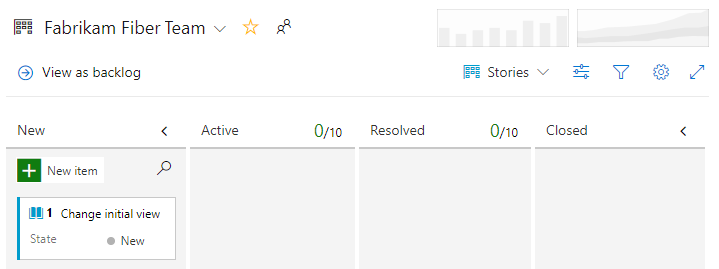 Fabrikam Fiber Team
View as backlog
Stories
New
Active 0/10
Resolved 0/10
Closed
New item
1 Change initial view
State New